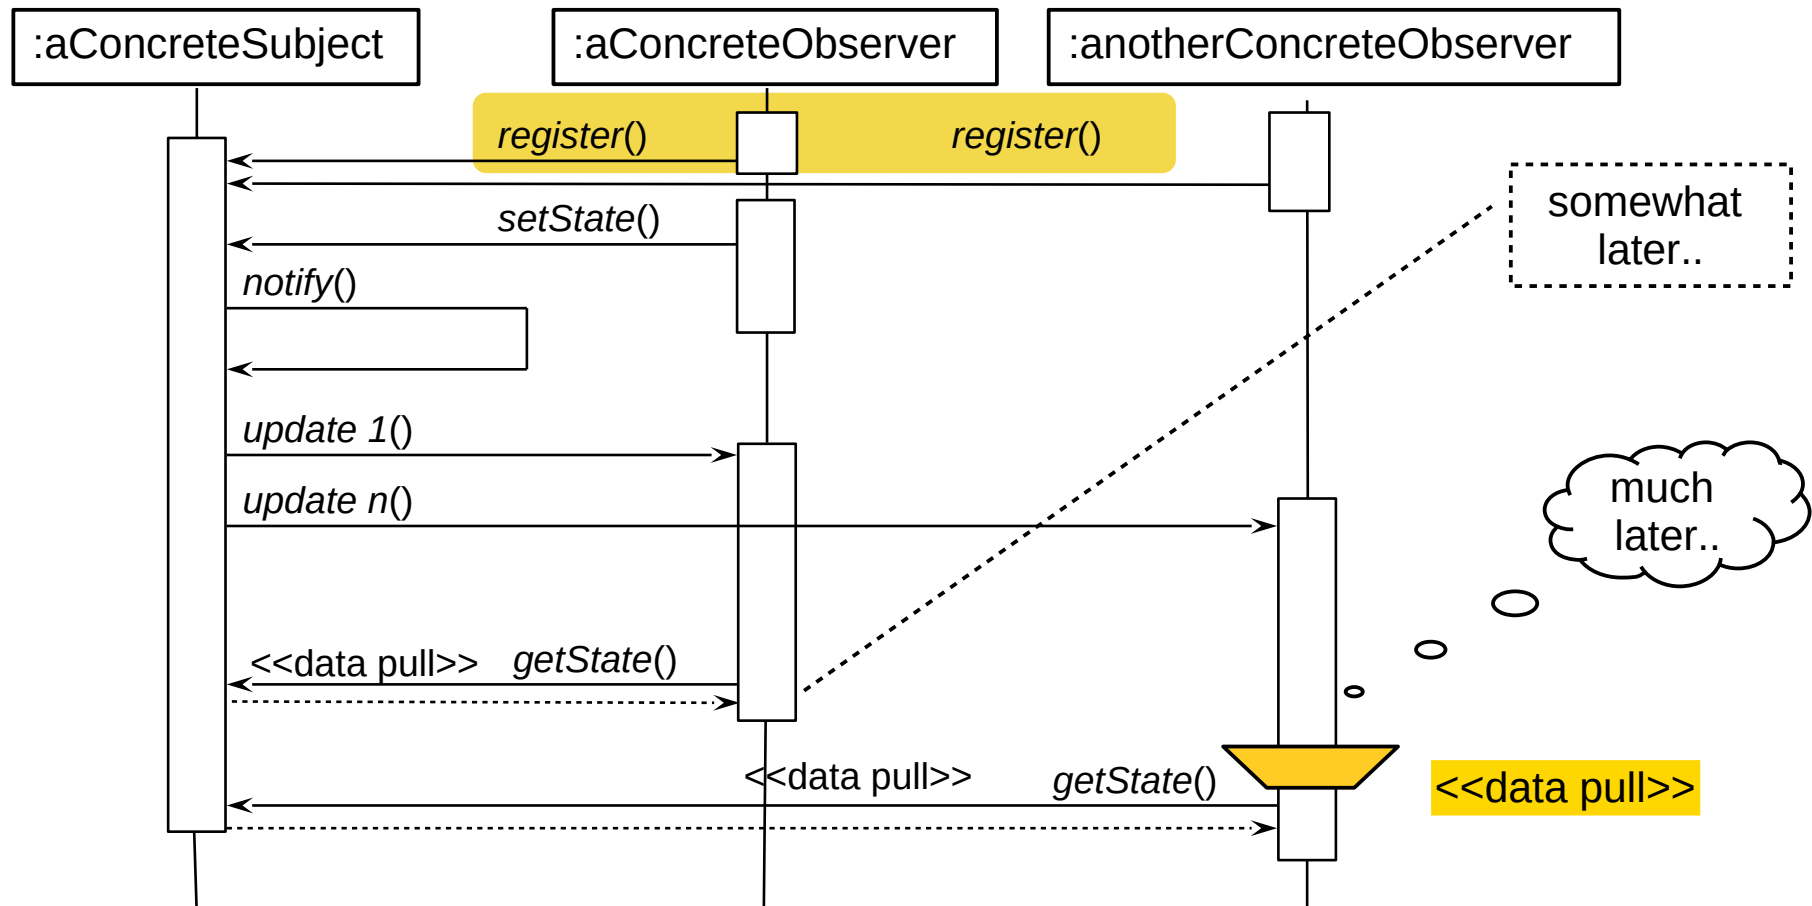 :aConcreteSubject
:aConcreteObserver
:anotherConcreteObserver
register()
register()
somewhat
later..
setState()
notify()
update 1()
update n()
much
later..
<<data pull>>
getState()
<<data pull>>
getState()
<<data pull>>